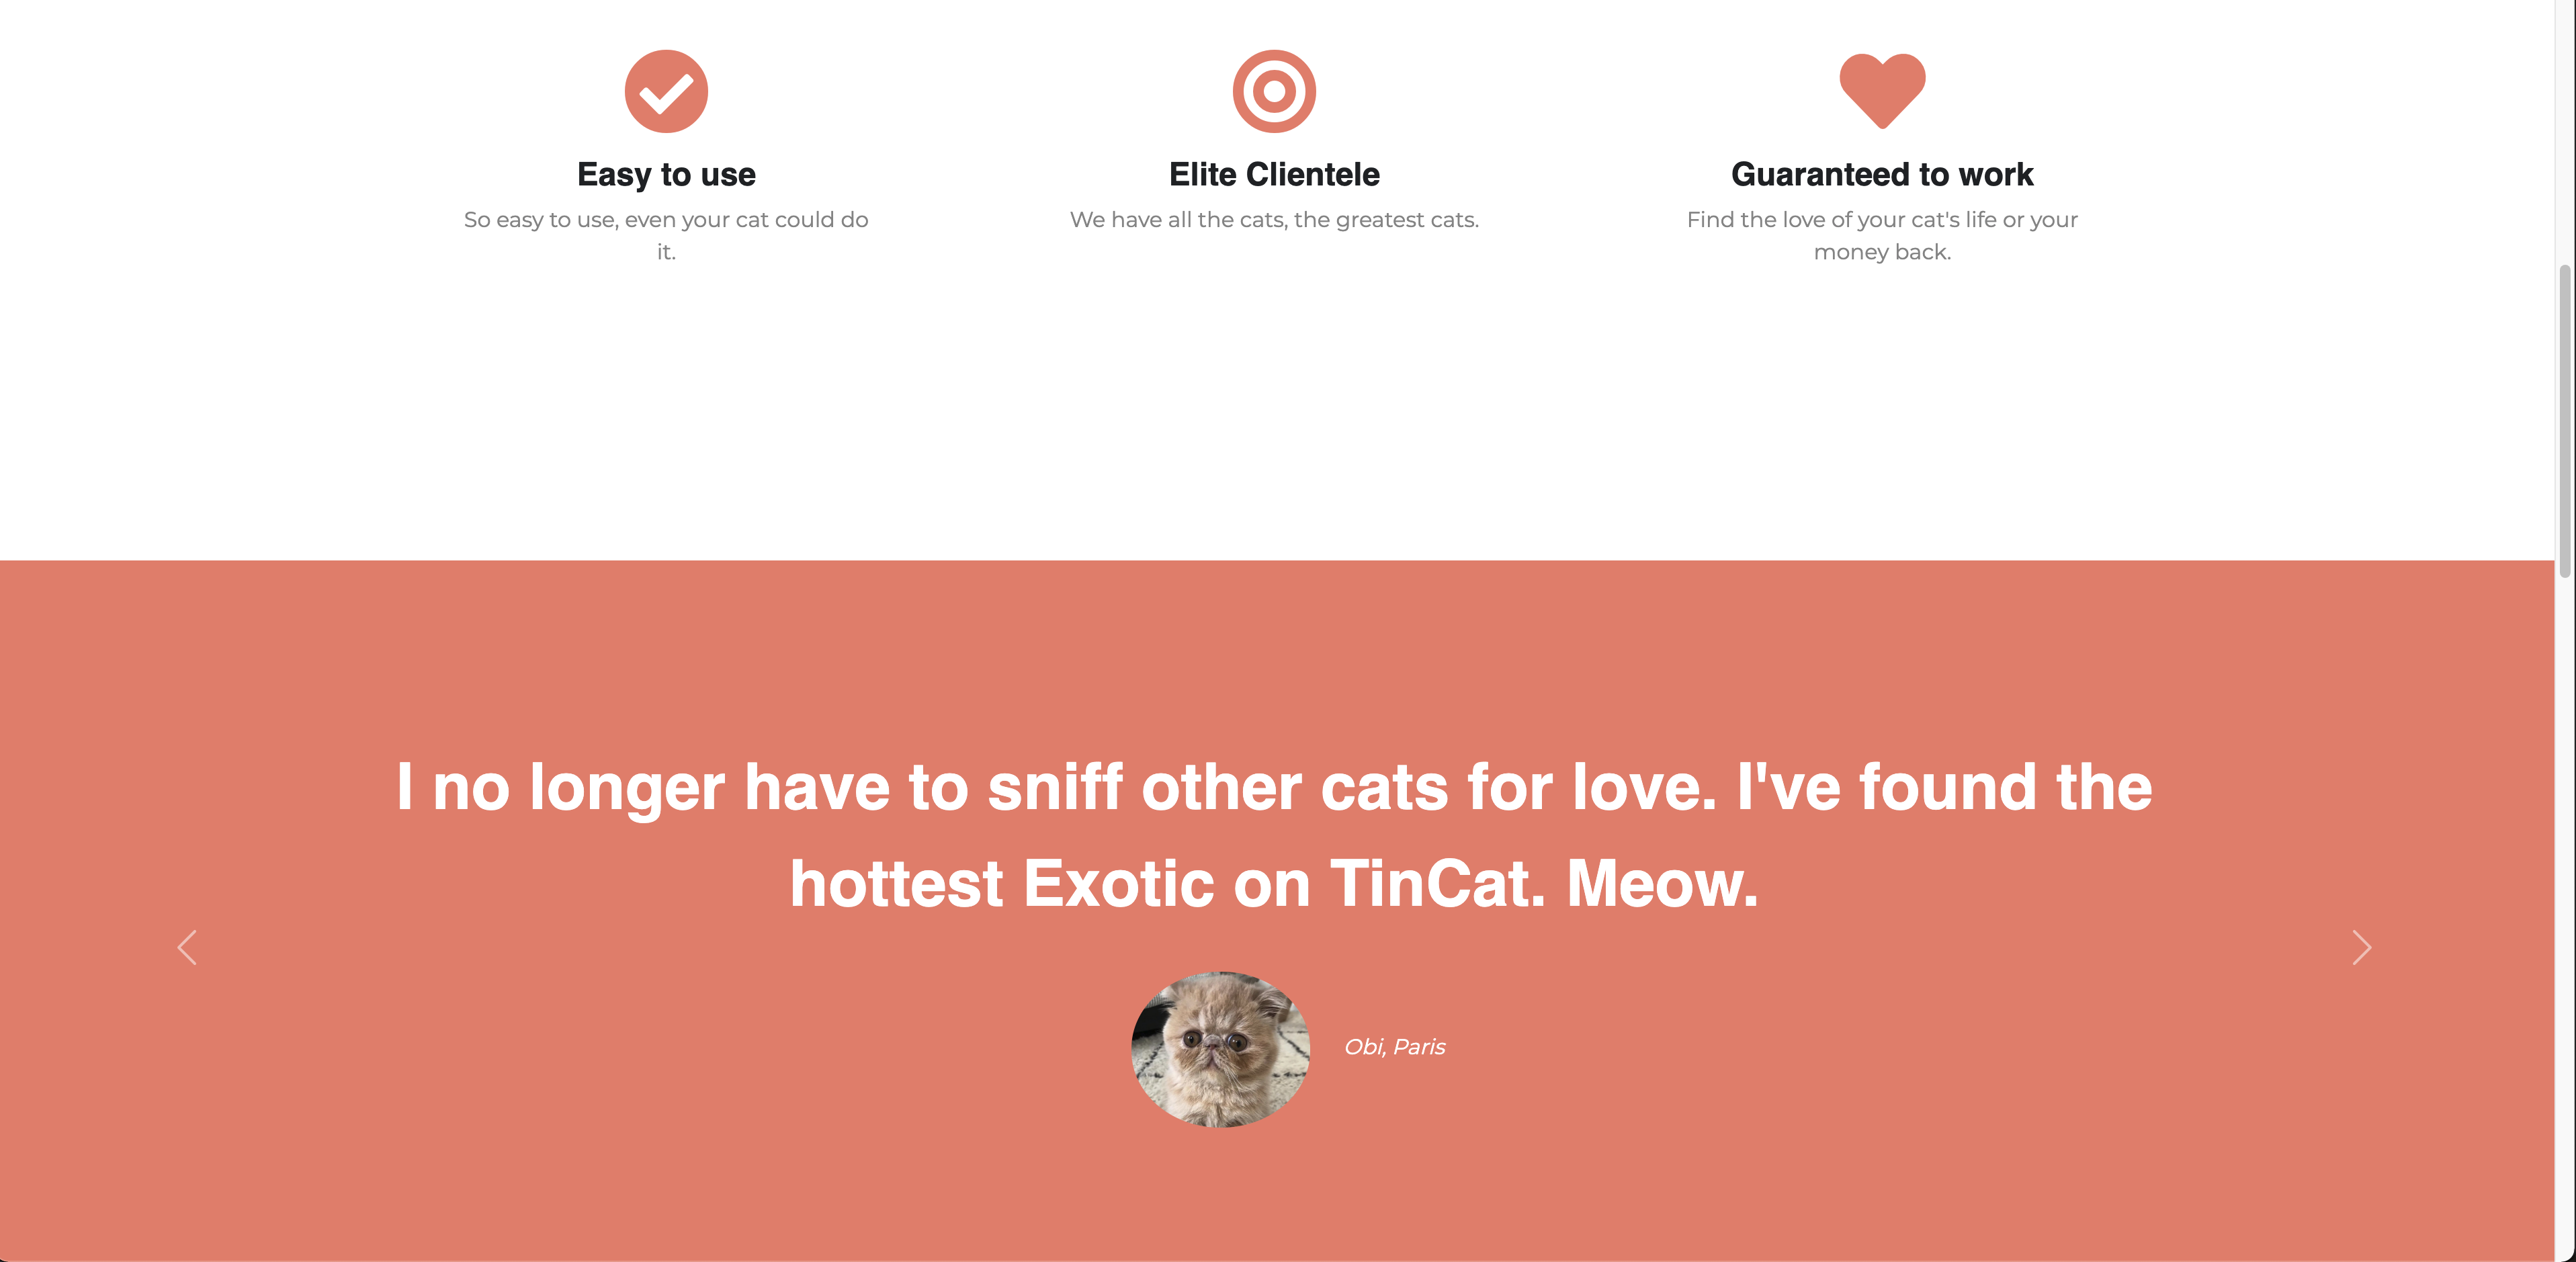 Easy to use
So easy to use, even your cat could do
it.
Elite Clientele
We have all the cats, the greatest cats.
Guaranteed to work
Find the love of your cat's life or your
money back.
I no longer have to sniff other cats for love. I've found the
hottest Exotic on TinCat. Meow.
Obi, Paris